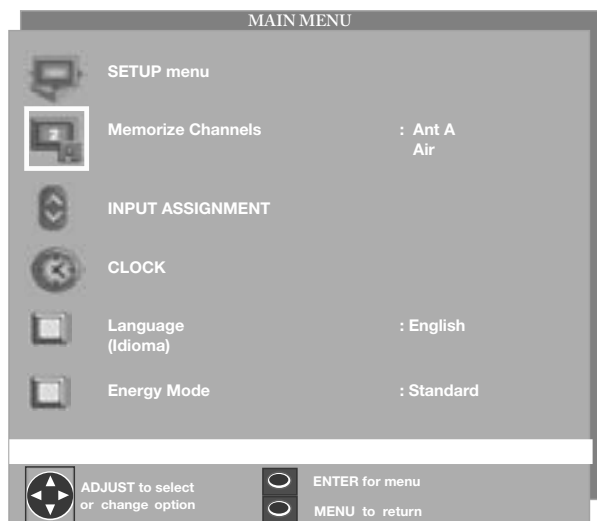 MAIN MENU
SETUP menu
Memorize Channels : Ant A
Air
2
INPUT ASSIGNMENT
CLOCK
Language : English
(Idioma)
Energy Mode : Standard
ADJUST to select
or change option
ENTER for menu
MENU to return